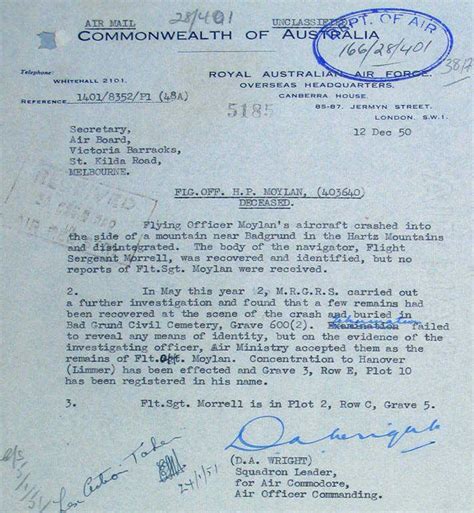 28/401
AIR MAIL UNCLASSIFIED
COMMONWEALTH OF AUSTRALIA
DEPT. OF AIR
166/28/401
Telephone:
WHITEHALL 2101.
ROYAL AUSTRALIAN AIR FORCE,
OVERSEAS HEADQUARTERS,
REFERENCE 1401/8352/P1 (48A)
CANBERRA HOUSE,
5185
85-87, JERMYN STREET,
LONDON, S.W.1.
12 Dec 50
Secretary,
Air Board,
Victoria Barracks,
St. Kilda Road,
MELBOURNE.
RECEIVED
FLG.OFF. H.P. MOYLAN, (403640)
DECEASED.
Flying Officer Moylan's aircraft crashed into
the side of a mountain near Badgrund in the Hartz Mountains
and disintegrated. The body of the navigator, Flight
Sergeant Morrell, was recovered and identified, but no
reports of Flt.Sgt. Moylan were received.
2. In May this year 2, M.R.G.R.S. carried out
a further investigation and found that a few remains had
been recovered at the scene of the crash and buried in
Bad Grund Civil Cemetery, Grave 600(2). Examination failed
to reveal any means of identity, but on the evidence of the
investigating officer, Air Ministry accepted them as the
remains of Flt. Moylan. Concentration to Hanover
(Limmer) has been effected and Grave 3, Row E, Plot 10
has been registered in his name.
3. Flt.Sgt. Morrell is in Plot 2, Row C, Grave 5.
(D.A. WRIGHT)
Squadron Leader,
for Air Commodore,
Air Officer Commanding.
24/1/51